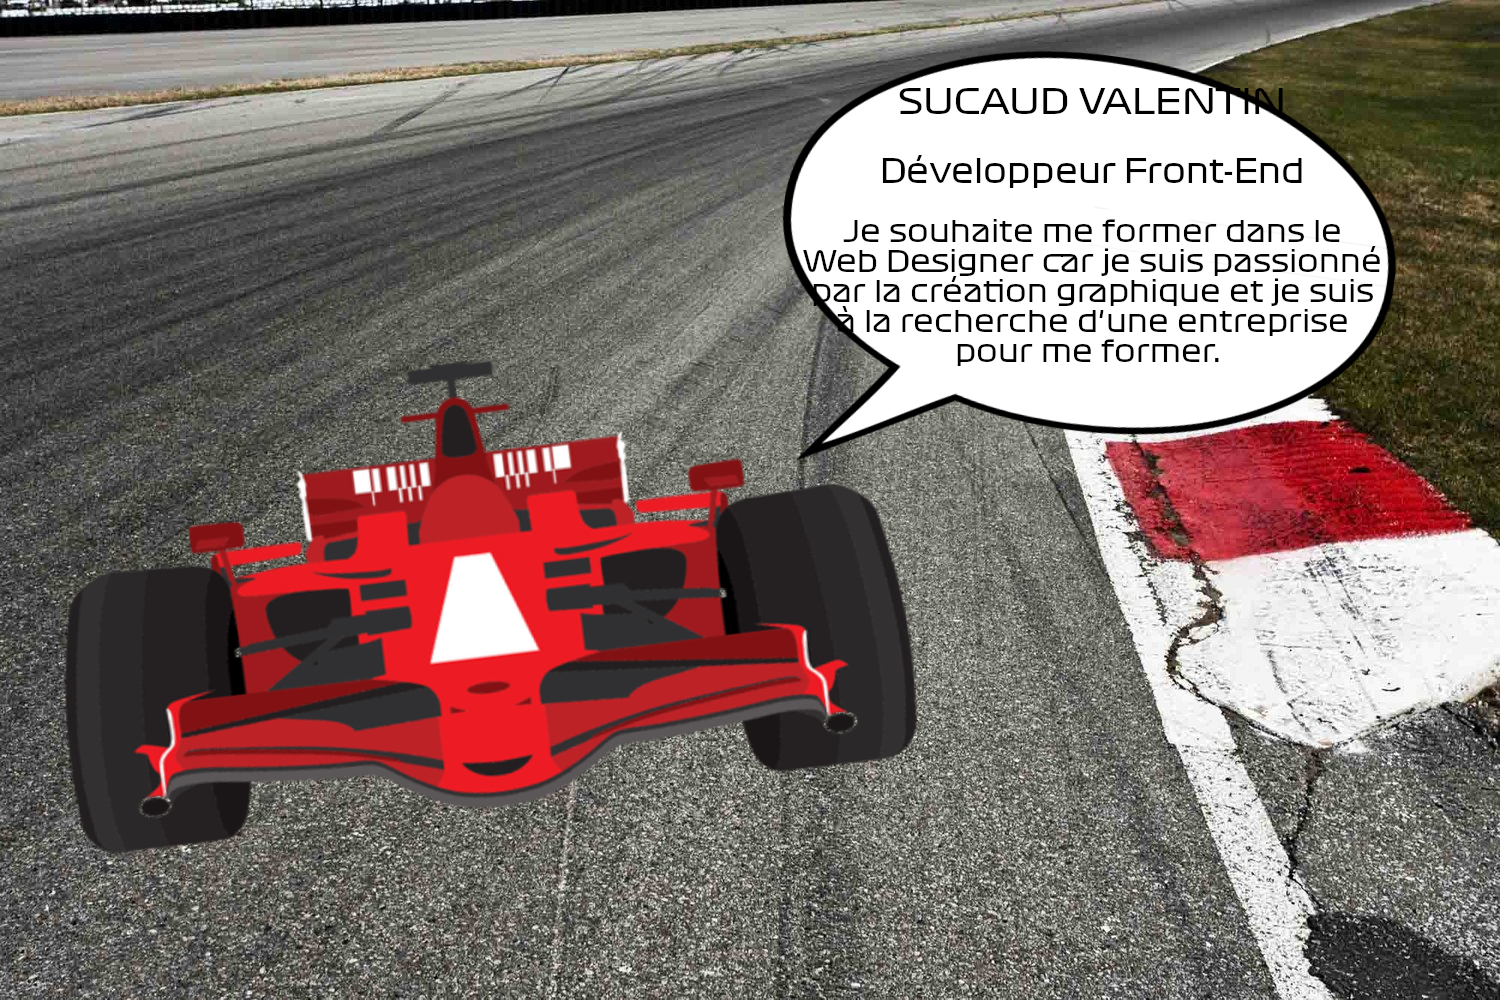 SUCAUD VALENTIN
Développeur Front-End
Je souhaite me former dans le
Web Designer car je suis passionné
par la création graphique et je suis
à la recherche d'une entreprise
pour me former.